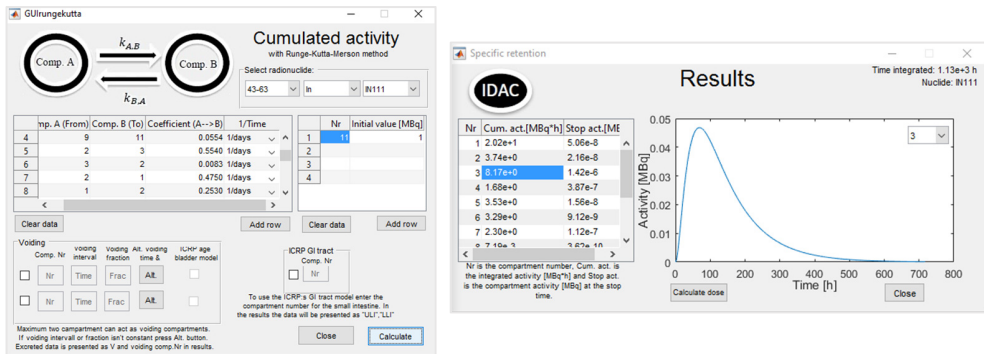 GUIrungekutta
Comp. A
k_{A.B}
Comp. B
k_{B.A}
Cumulated activity
with Runge-Kutta-Merson method
Select radionuclide:
43-63 In IN111
mp. A (From) Comp. B (To) Coefficient (A-->B) 1/Time
4 9 11 0.0554 1/days
5 2 3 0.5540 1/days
6 3 2 0.0083 1/days
7 2 1 0.4750 1/days
8 1 2 0.2530 1/days
Nr Initial value [MBq]
1 11 1
2
3
4
Clear data Add row
Clear data Add row
Voiding
Comp. Nr voiding interval Voiding fraction Alt. voiding time & ICRP age bladder model
Nr Time Frac Alt.
Nr Time Frac Alt.
Maximum two compartment can act as voiding compartments.
If voiding intervall or fraction isn't constant press Alt. button.
Excreted data is presented as V and voiding comp.Nr in results.
ICRP GI tract
Comp. Nr
Nr
To use the ICRP:s GI tract model enter the
compartment number for the small intestine. In
the results the data will be presented as "ULI","LLI"
Close Calculate
Specific retention
IDAC
Results
Time integrated: 1.13e+3 h
Nuclide: IN111
Nr Cum. act.[MBq*h] Stop act.[ME
1 2.02e+1 5.06e-8
2 3.74e+0 2.16e-8
3 8.17e+0 1.42e-6
4 1.68e+0 3.87e-7
5 3.53e+0 1.56e-8
6 3.29e+0 9.12e-9
7 2.30e+0 1.12e-7
8 7.19e-3 3.62e-10
Nr is the compartment number, Cum. act. is
the integrated activity [MBq*h] and Stop act.
is the compartment activity [MBq] at the stop
time.
3
Activity [MBq]
0.05
0.04
0.03
0.02
0.01
0
0 100 200 300 400 500 600 700 800
Time [h]
Calculate dose
Close